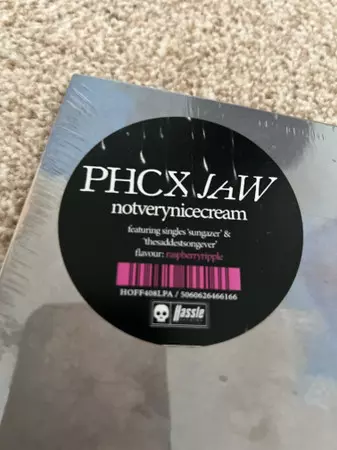 PHCX JAW
notverynicecream
featuring singles 'sungazer' &
'thesaddestsongever'
flavour: raspberryripple
HOFF408LPA / 5060626466166
Hassle